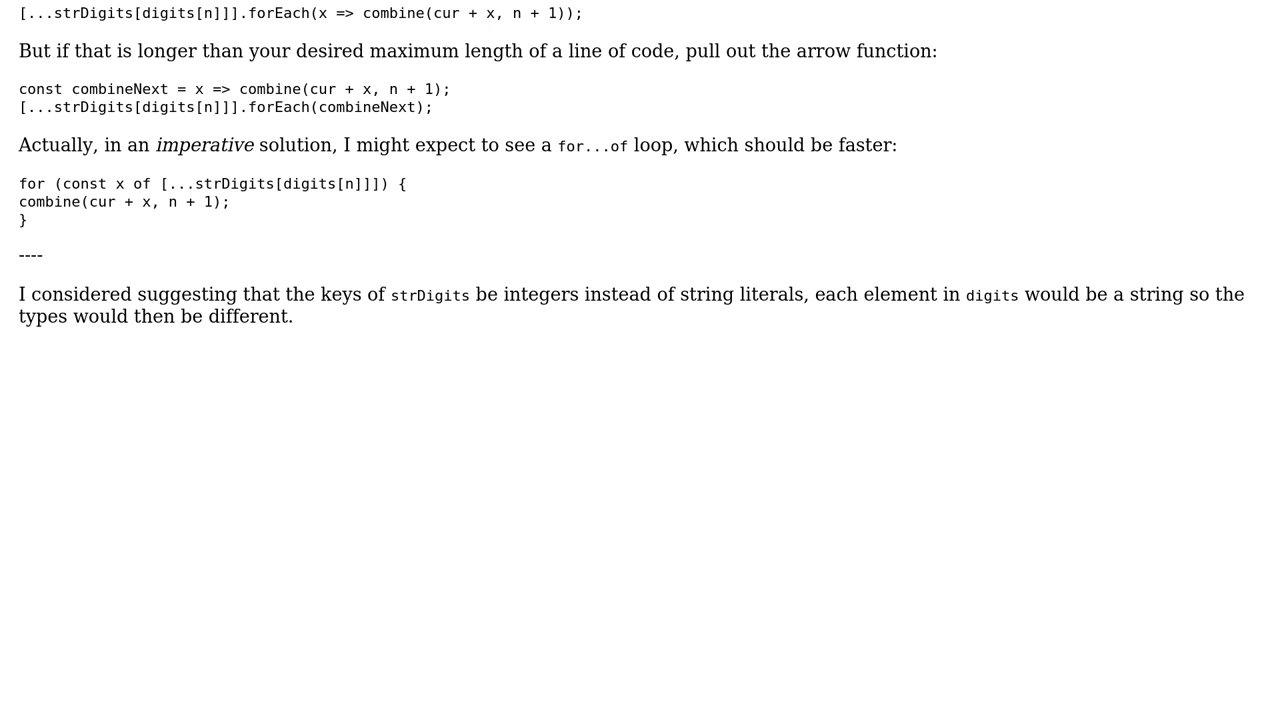 [...strDigits[digits[n]]].forEach(x => combine(cur + x, n + 1));
But if that is longer than your desired maximum length of a line of code, pull out the arrow function:
const combineNext = x => combine(cur + x, n + 1);
[...strDigits[digits[n]]].forEach(combineNext);
Actually, in an imperative solution, I might expect to see a for...of loop, which should be faster:
for (const x of [...strDigits[digits[n]]]) {
combine(cur + x, n + 1);
}
----
I considered suggesting that the keys of strDigits be integers instead of string literals, each element in digits would be a string so the
types would then be different.